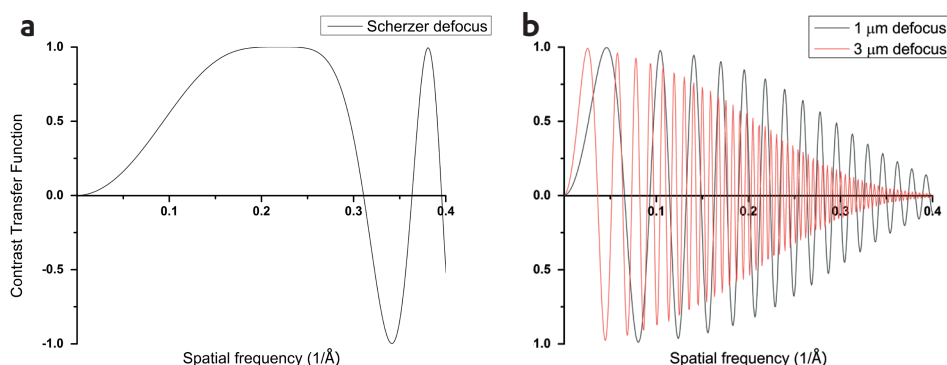 a
Scherzer defocus
Contrast Transfer Function
1.0
0.5
0.0
-0.5
-1.0
0.1
0.2
0.3
0.4
Spatial frequency (1/Å)
b
1 μm defocus
3 μm defocus
1.0
0.5
0.0
0.5
1.0
0.1
0.2
0.3
0.4
Spatial frequency (1/Å)